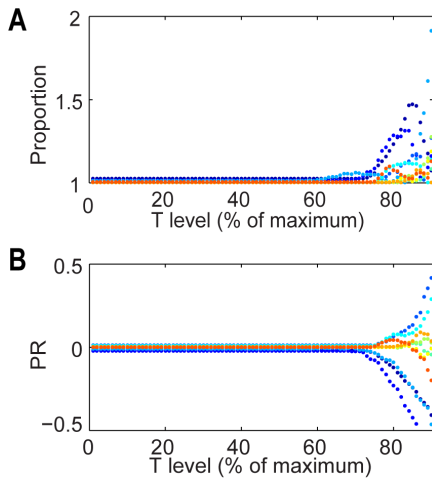 A
2
1.5
1
Proportion
0 20 40 60 80
T level (% of maximum)
B
0.5
0
−0.5
PR
0 20 40 60 80
T level (% of maximum)